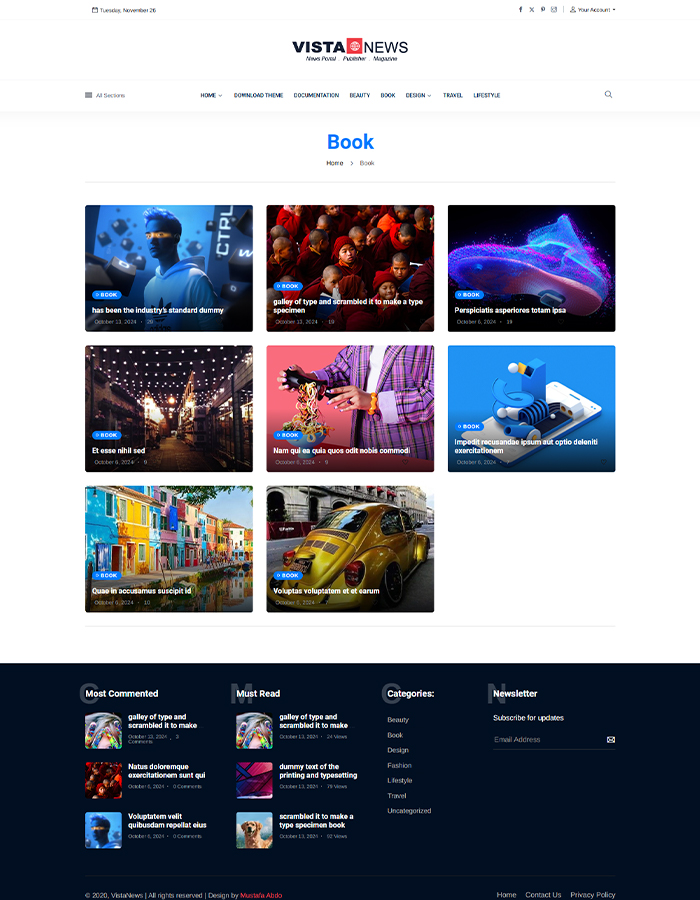 Tuesday, November 26
Your Account
VISTA NEWS
News Portal . Publisher . Magazine
All Sections
HOME
DOWNLOAD THEME
DOCUMENTATION
BEAUTY
BOOK
DESIGN
TRAVEL
LIFESTYLE
Book
Home > Book
CTRL
BOOK
has been the industry's standard dummy
October 13, 2024
BOOK
galley of type and scrambled it to make a type
specimen
October 13, 2024 • 19
BOOK
Perspiciatis asperiores totam ipsa
October 6, 2024 • 18
BOOK
Et esse nihil sed
October 6, 2024 • 9
BOOK
Nam qui ea quia quos odit nobis commodi
October 6, 2024 • 9
BOOK
Impedit recusandae ipsum aut optio deleniti
exercitationem
October 6, 2024 • 7
BOOK
Quae in accusamus suscipit id
October 6, 2024 • 10
BOOK
Voluptas voluptatem et et earum
October 6, 2024 • 7
C
Most Commented
galley of type and
scrambled it to make
October 13, 2024 . 3
Comments
Natus doloremque
exercitationem sunt qui
October 6, 2024 • 0 Comments
Voluptatem velit
quibusdam repellat eius
October 6, 2024 • 0 Comments
M
Must Read
galley of type and
scrambled it to make
October 13, 2024 • 24 Views
dummy text of the
printing and typesetting
October 13, 2024 • 79 Views
scrambled it to make a
type specimen book
October 13, 2024 • 92 Views
C
Categories:
Beauty
Book
Design
Fashion
Lifestyle
Travel
Uncategorized
N
Newsletter
Subscribe for updates
Email Address
© 2020, VistaNews | All rights reserved | Design by Mustafa Abdo
Home
Contact Us
Privacy Policy